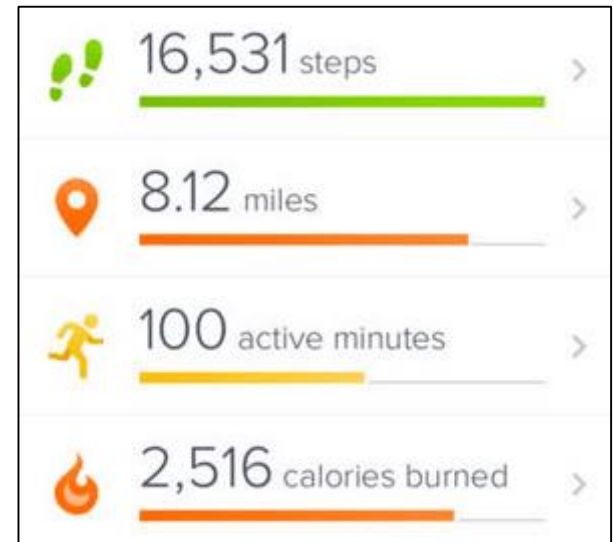 16,531 steps
8.12 miles
100 active minutes
2,516 calories burned